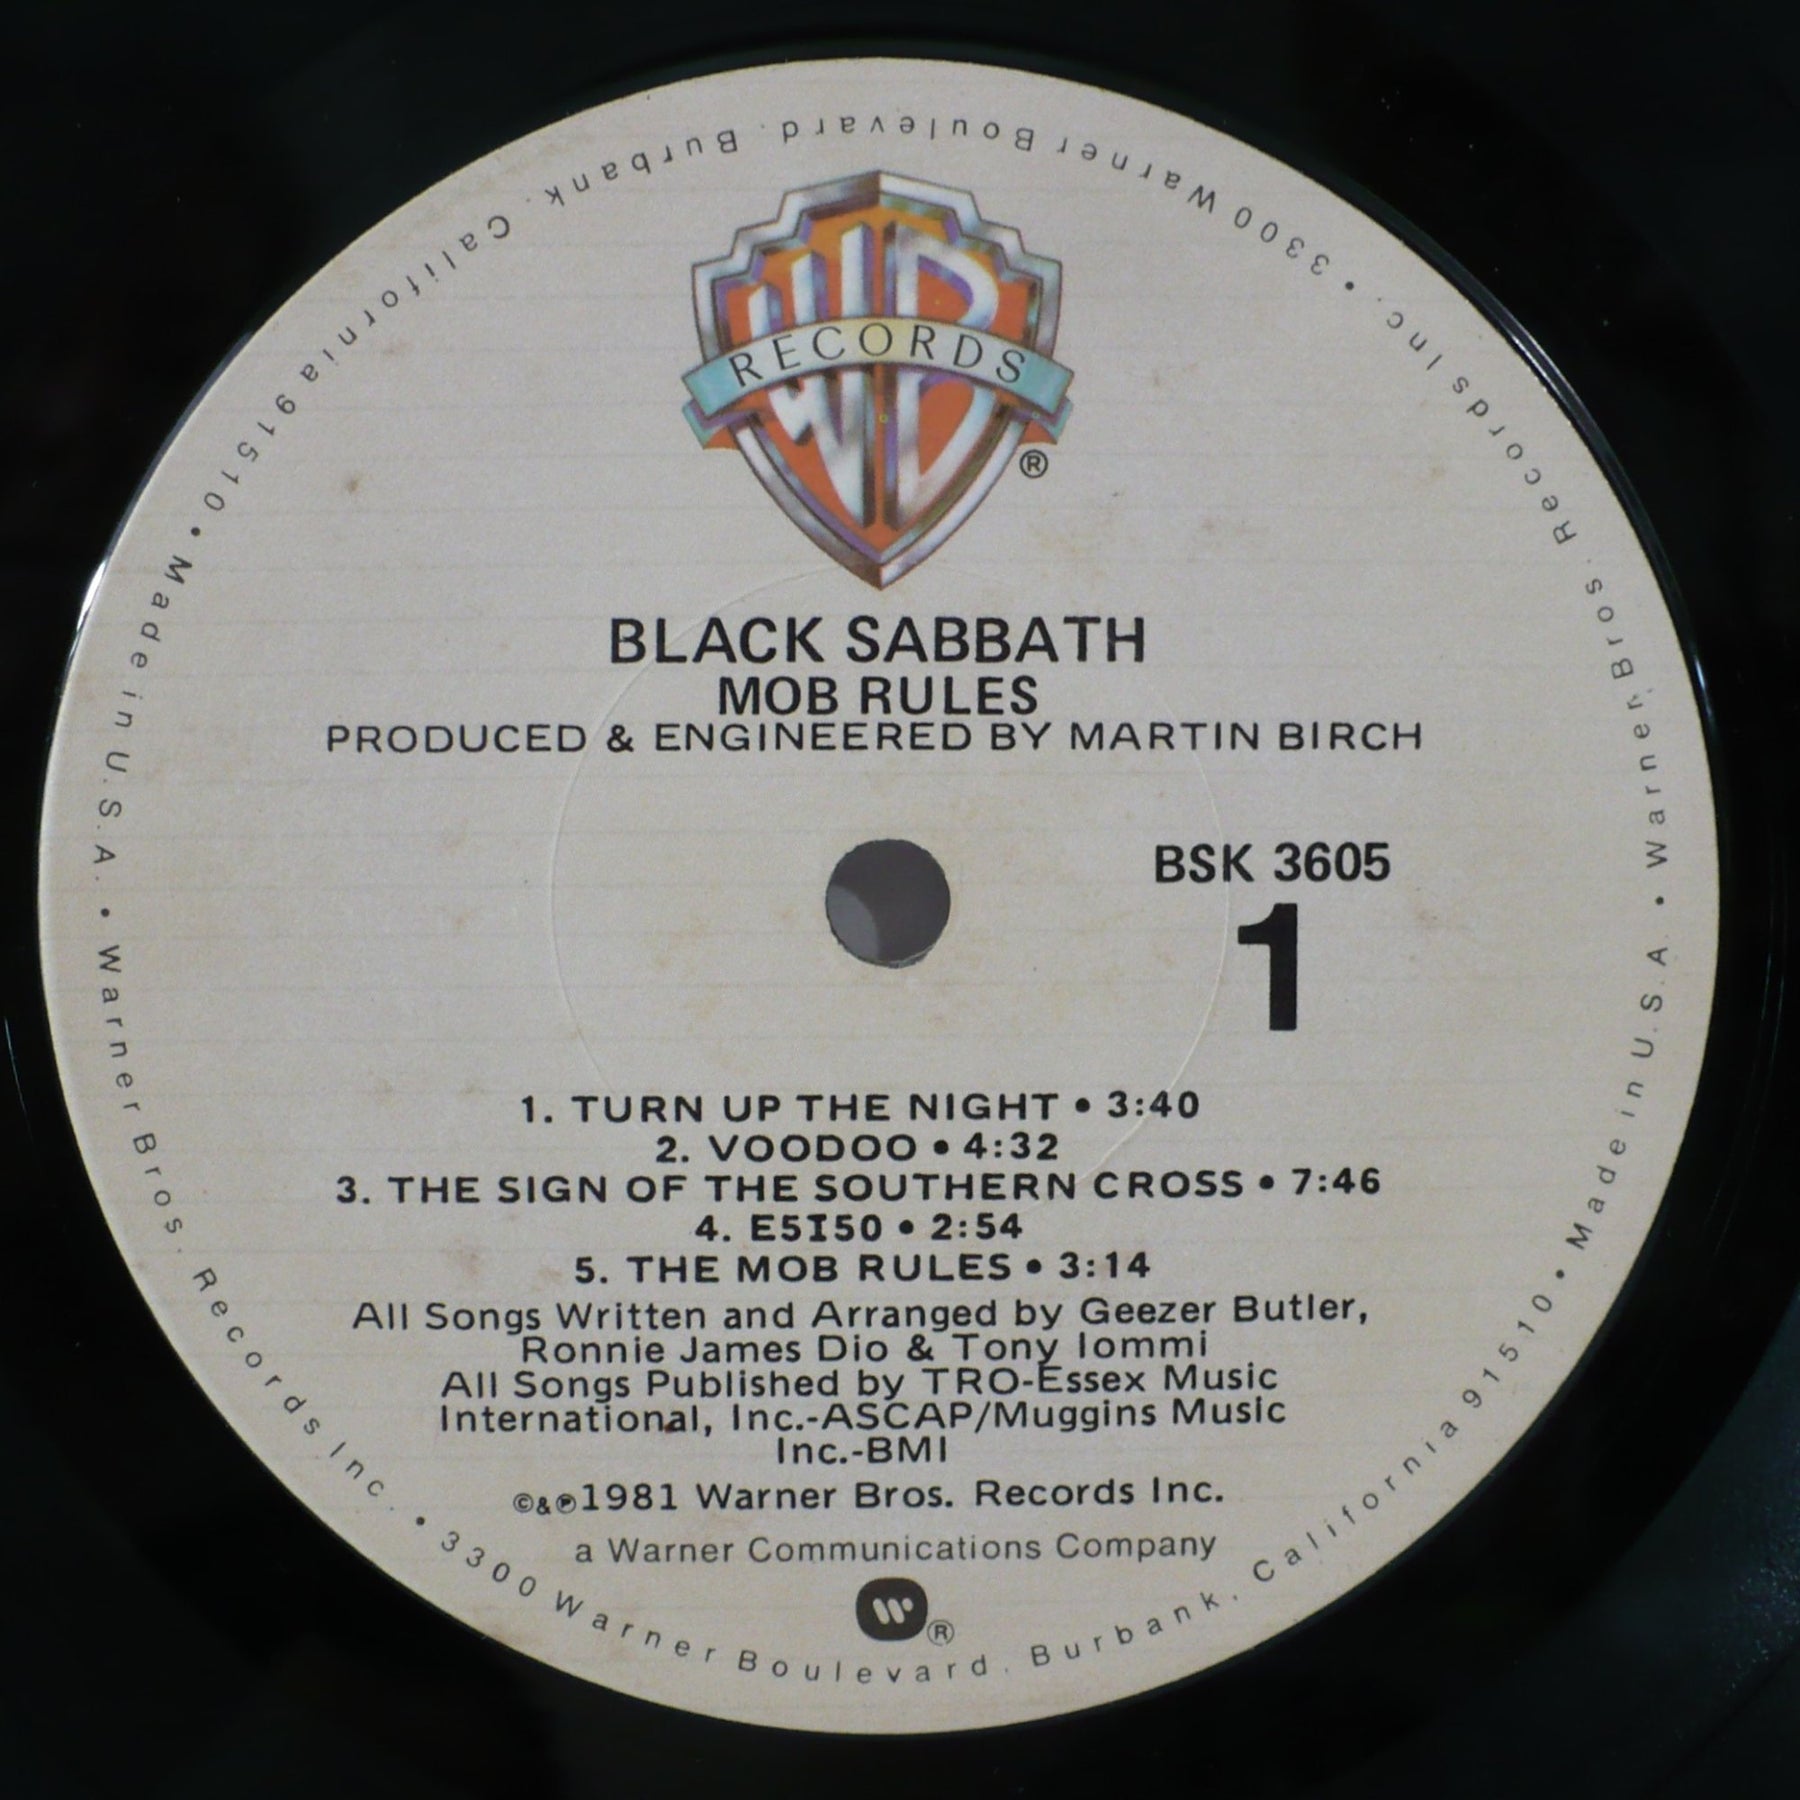 WB
RECORDS
®
BLACK SABBATH
MOB RULES
PRODUCED & ENGINEERED BY MARTIN BIRCH
BSK 3605
1
1. TURN UP THE NIGHT • 3:40
2. VOODOO • 4:32
3. THE SIGN OF THE SOUTHERN CROSS • 7:46
4. E5I50 • 2:54
5. THE MOB RULES • 3:14
All Songs Written and Arranged by Geezer Butler,
Ronnie James Dio & Tony Iommi
All Songs Published by TRO-Essex Music
International, Inc.-ASCAP/Muggins Music
Inc.-BMI
©&℗1981 Warner Bros. Records Inc.
a Warner Communications Company
W®
• Warner Bros. Records Inc. • 3300 Warner Boulevard. Burbank. California 91510 • Made in U.S.A. • Warner Bros. Records Inc. • 3300 Warner Boulevard. Burbank. California 91510 • Made in U.S.A.